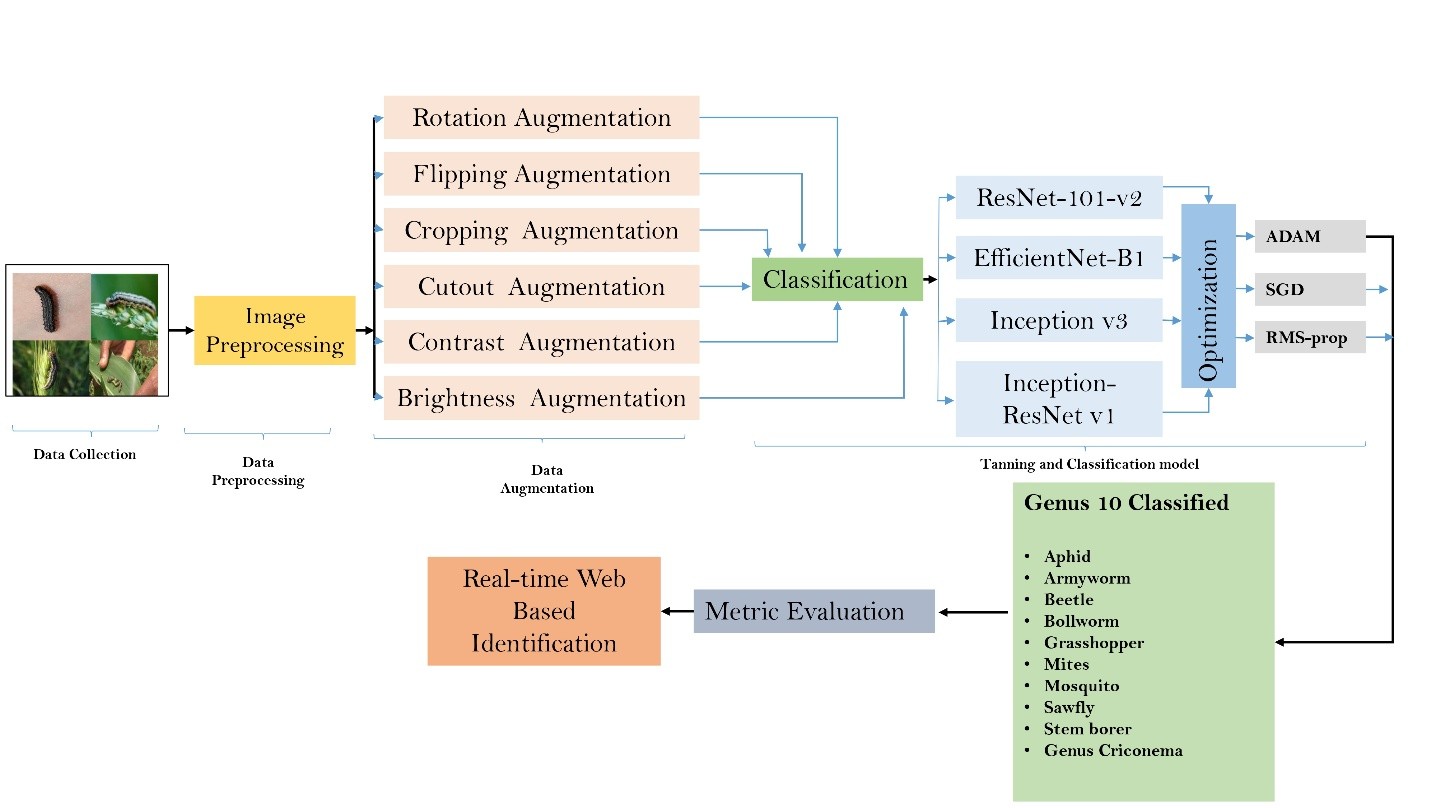 Rotation Augmentation
Flipping Augmentation
Cropping Augmentation
Cutout Augmentation
Contrast Augmentation
Brightness Augmentation
Image
Preprocessing
Classification
ResNet-101-v2
EfficientNet-B1
Inception v3
Inception-
ResNet v1
Optimization
ADAM
SGD
RMS-prop
Data Collection
Data
Preprocessing
Data
Augmentation
Tanning and Classification model
Genus 10 Classified
• Aphid
• Armyworm
• Beetle
• Bollworm
• Grasshopper
• Mites
• Mosquito
• Sawfly
• Stem borer
• Genus Criconema
Metric Evaluation
Real-time Web
Based
Identification